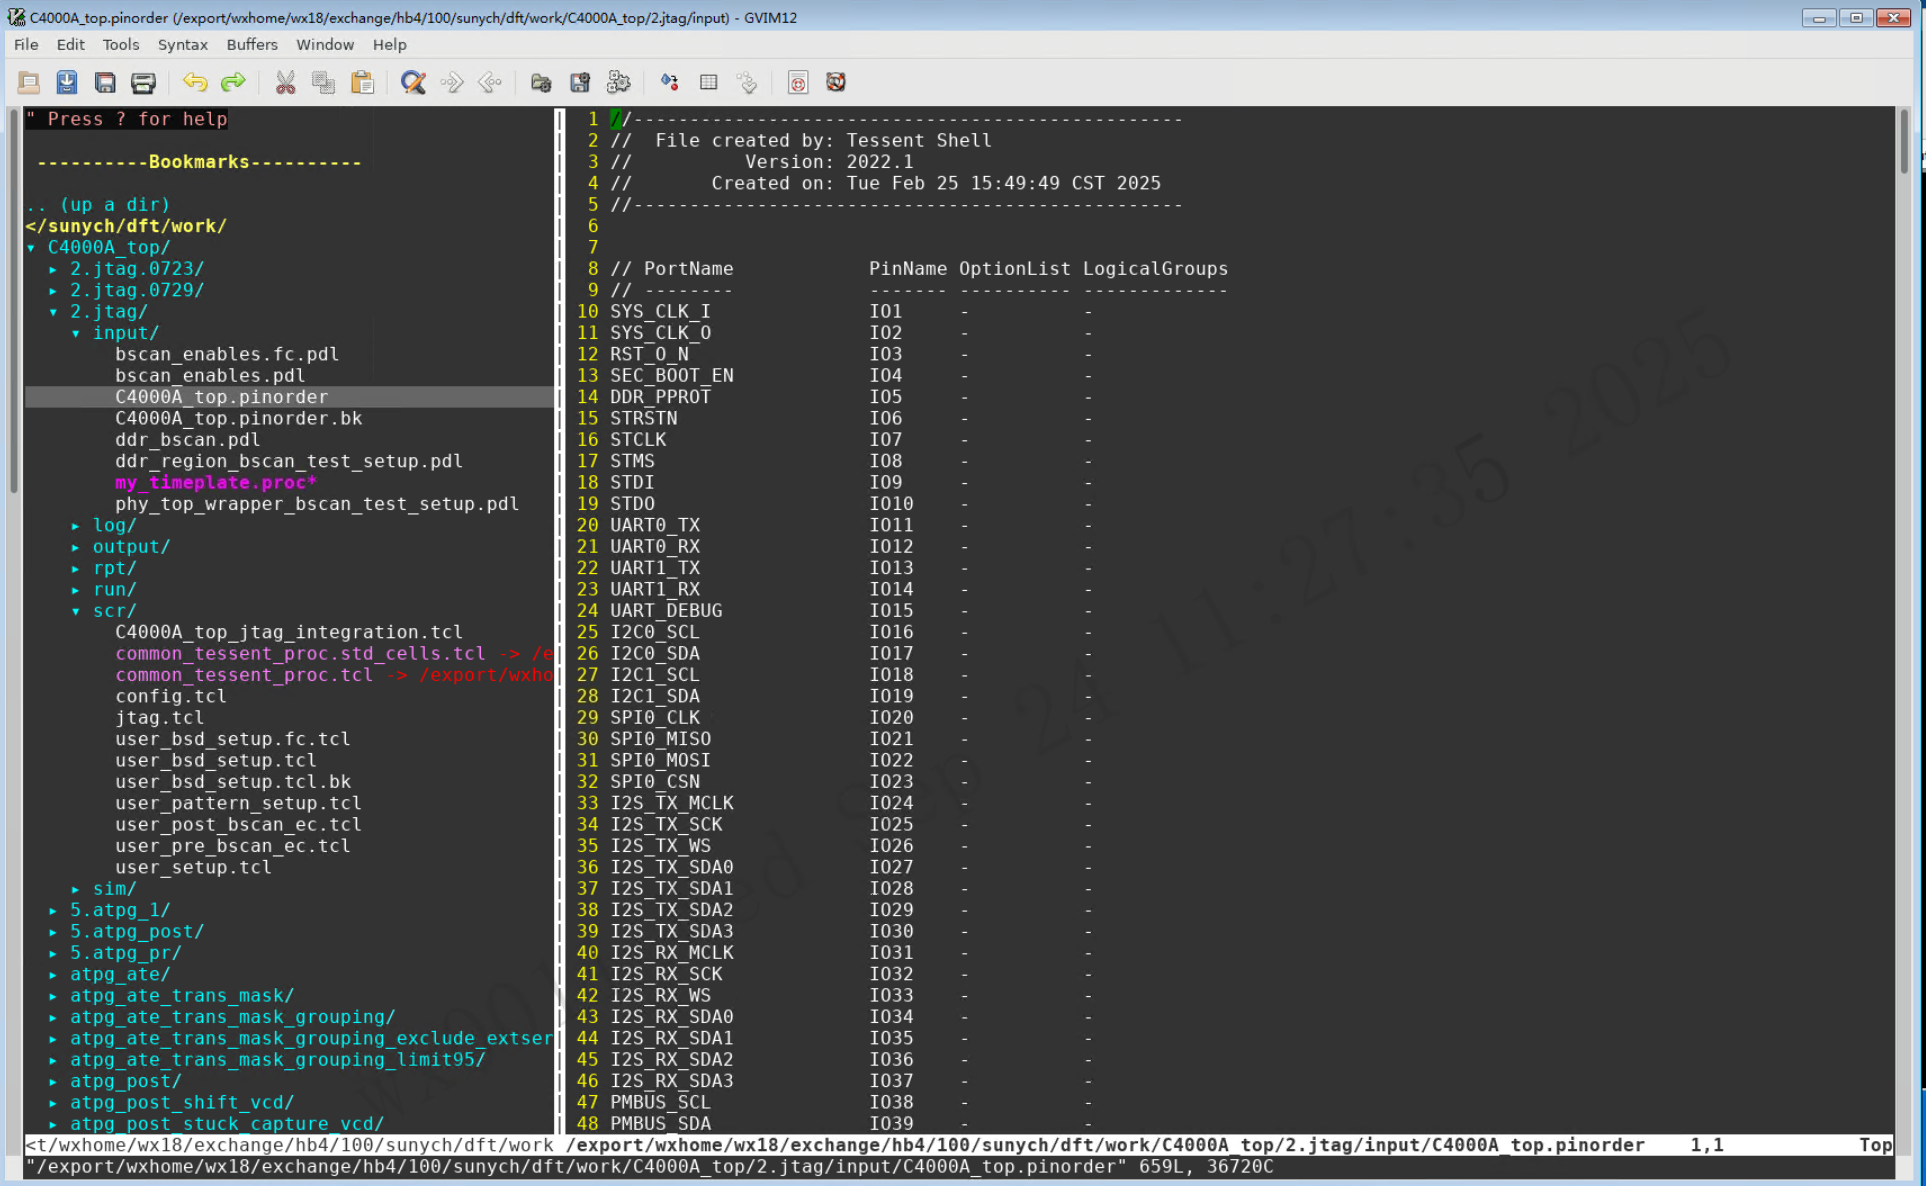 C4000A_top.pinorder (/export/wxhome/wx18/exchange/hb4/100/sunych/dft/work/C4000A_top/2.jtag/input) - GVIM12
File Edit Tools Syntax Buffers Window Help
" Press ? for help
----------Bookmarks----------
.. (up a dir)
</sunych/dft/work/
▾ C4000A_top/
▸ 2.jtag.0723/
▸ 2.jtag.0729/
▾ 2.jtag/
▾ input/
bscan_enables.fc.pdl
bscan_enables.pdl
C4000A_top.pinorder
C4000A_top.pinorder.bk
ddr_bscan.pdl
ddr_region_bscan_test_setup.pdl
my_timeplate.proc*
phy_top_wrapper_bscan_test_setup.pdl
▸ log/
▸ output/
▸ rpt/
▸ run/
▾ scr/
C4000A_top_jtag_integration.tcl
common_tessent_proc.std_cells.tcl -> /e
common_tessent_proc.tcl -> /export/wxho
config.tcl
jtag.tcl
user_bsd_setup.fc.tcl
user_bsd_setup.tcl
user_bsd_setup.tcl.bk
user_pattern_setup.tcl
user_post_bscan_ec.tcl
user_pre_bscan_ec.tcl
user_setup.tcl
▸ sim/
▸ 5.atpg_1/
▸ 5.atpg_post/
▸ 5.atpg_pr/
▸ atpg_ate/
▸ atpg_ate_trans_mask/
▸ atpg_ate_trans_mask_grouping/
▸ atpg_ate_trans_mask_grouping_exclude_extser
▸ atpg_ate_trans_mask_grouping_limit95/
▸ atpg_post/
▸ atpg_post_shift_vcd/
▸ atpg_post_stuck_capture_vcd/
1 //-------------------------------------------------
2 // File created by: Tessent Shell
3 // Version: 2022.1
4 // Created on: Tue Feb 25 15:49:49 CST 2025
5 //-------------------------------------------------
6
7
8 // PortName PinName OptionList LogicalGroups
9 // -------- ------- ---------- -------------
10 SYS_CLK_I IO1 - -
11 SYS_CLK_O IO2 - -
12 RST_O_N IO3 - -
13 SEC_BOOT_EN IO4 - -
14 DDR_PPROT IO5 - -
15 STRSTN IO6 - -
16 STCLK IO7 - -
17 STMS IO8 - -
18 STDI IO9 - -
19 STDO IO10 - -
20 UART0_TX IO11 - -
21 UART0_RX IO12 - -
22 UART1_TX IO13 - -
23 UART1_RX IO14 - -
24 UART_DEBUG IO15 - -
25 I2C0_SCL IO16 - -
26 I2C0_SDA IO17 - -
27 I2C1_SCL IO18 - -
28 I2C1_SDA IO19 - -
29 SPI0_CLK IO20 - -
30 SPI0_MISO IO21 - -
31 SPI0_MOSI IO22 - -
32 SPI0_CSN IO23 - -
33 I2S_TX_MCLK IO24 - -
34 I2S_TX_SCK IO25 - -
35 I2S_TX_WS IO26 - -
36 I2S_TX_SDA0 IO27 - -
37 I2S_TX_SDA1 IO28 - -
38 I2S_TX_SDA2 IO29 - -
39 I2S_TX_SDA3 IO30 - -
40 I2S_RX_MCLK IO31 - -
41 I2S_RX_SCK IO32 - -
42 I2S_RX_WS IO33 - -
43 I2S_RX_SDA0 IO34 - -
44 I2S_RX_SDA1 IO35 - -
45 I2S_RX_SDA2 IO36 - -
46 I2S_RX_SDA3 IO37 - -
47 PMBUS_SCL IO38 - -
48 PMBUS_SDA IO39 - -
Sep 24 11:27:35 2025
<t/wxhome/wx18/exchange/hb4/100/sunych/dft/work /export/wxhome/wx18/exchange/hb4/100/sunych/dft/work/C4000A_top/2.jtag/input/C4000A_top.pinorder 1,1 Top
"/export/wxhome/wx18/exchange/hb4/100/sunych/dft/work/C4000A_top/2.jtag/input/C4000A_top.pinorder" 659L, 36720C